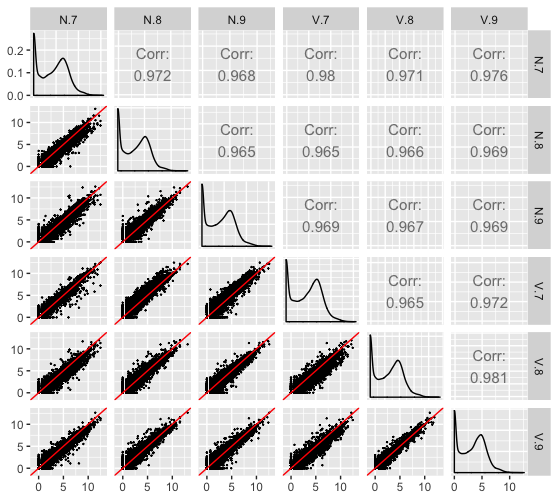 N.7 N.8 N.9 V.7 V.8 V.9
0.2
0.1
0.0
Corr: Corr: Corr: Corr: Corr:
0.972 0.968 0.98 0.971 0.976
N.7
10
5
0
Corr: Corr: Corr: Corr:
0.965 0.965 0.966 0.969
N.8
10
5
0
Corr: Corr: Corr:
0.969 0.967 0.969
N.9
10
5
0
Corr: Corr:
0.965 0.972
V.7
10
5
0
Corr:
0.981
V.8
10
5
0
V.9
0 5 10 0 5 10 0 5 10 0 5 10 0 5 10 0 5 10